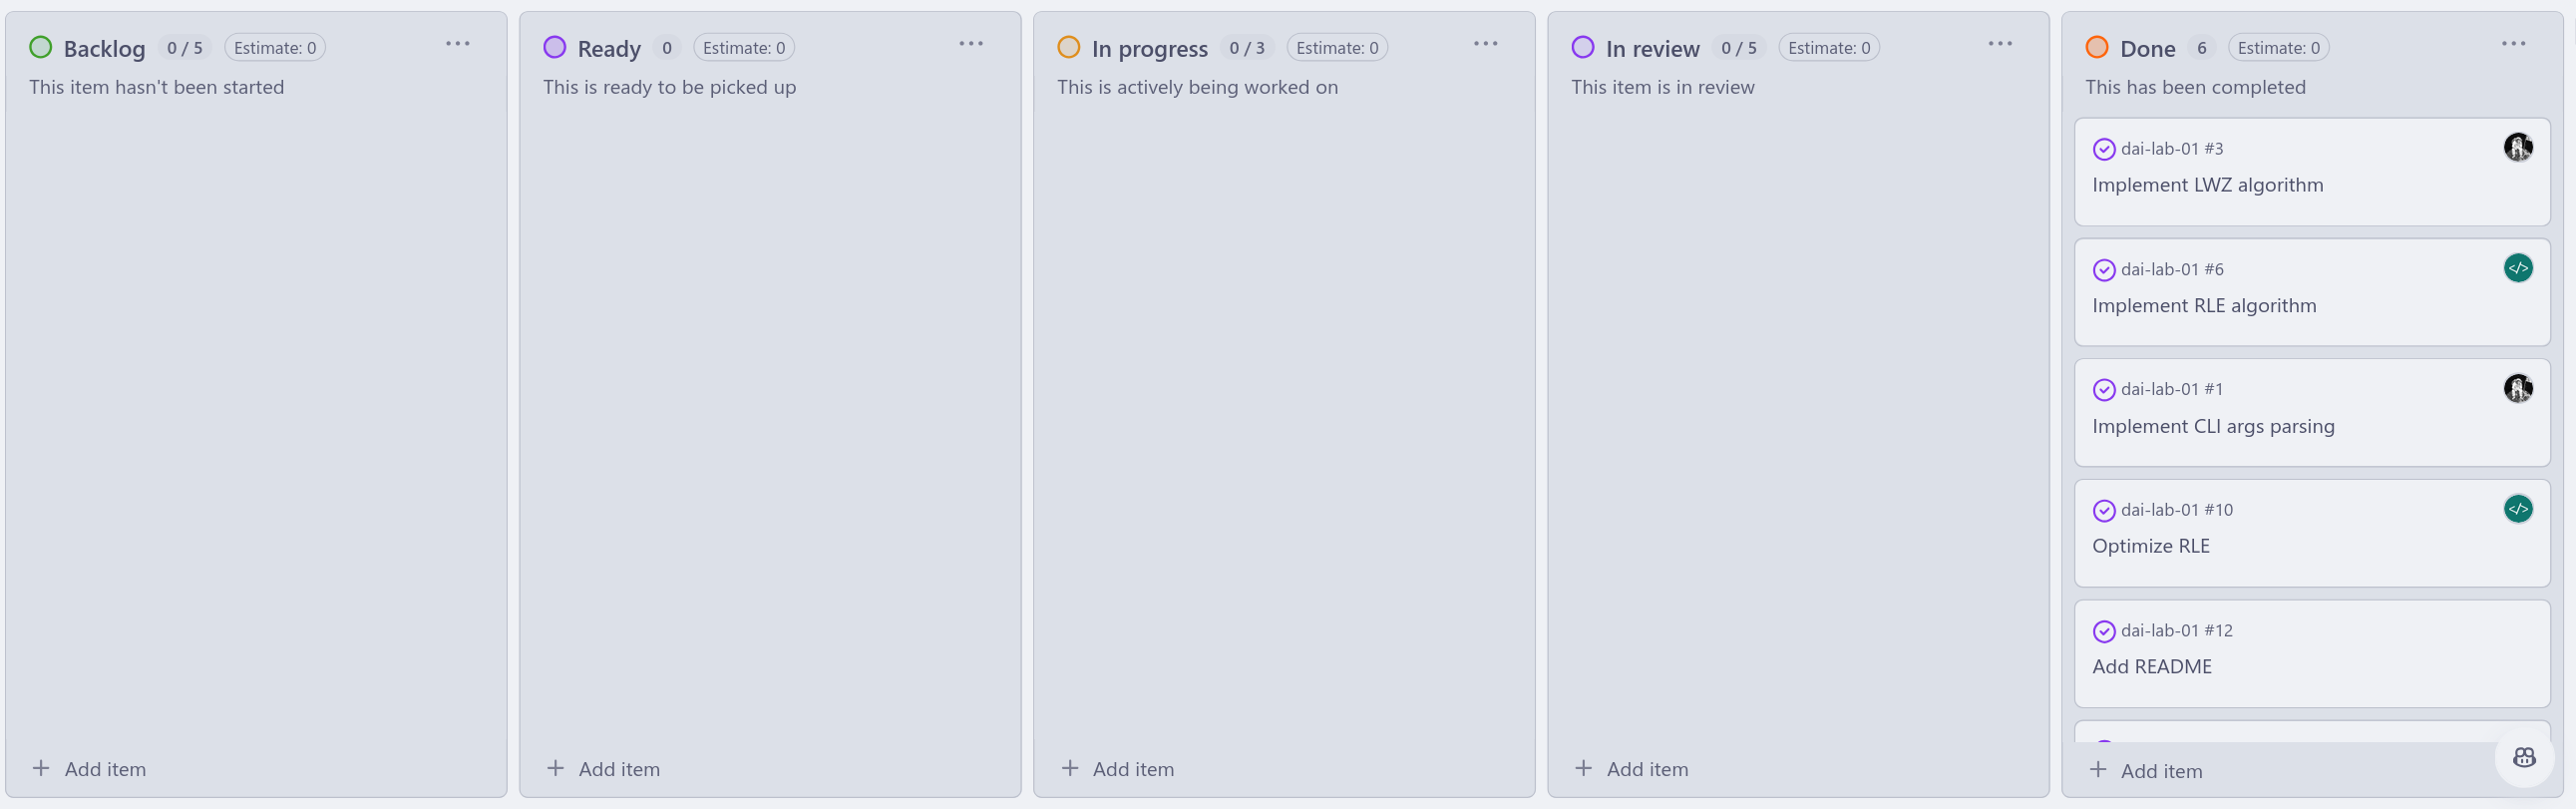 Backlog 0 / 5 Estimate: 0
This item hasn't been started
Add item
Ready 0 Estimate: 0
This is ready to be picked up
Add item
In progress 0 / 3 Estimate: 0
This is actively being worked on
Add item
In review 0 / 5 Estimate: 0
This item is in review
Add item
Done 6 Estimate: 0
This has been completed
dai-lab-01 #3
Implement LWZ algorithm
dai-lab-01 #6
</>
Implement RLE algorithm
dai-lab-01 #1
Implement CLI args parsing
dai-lab-01 #10
</>
Optimize RLE
dai-lab-01 #12
Add README
Add item